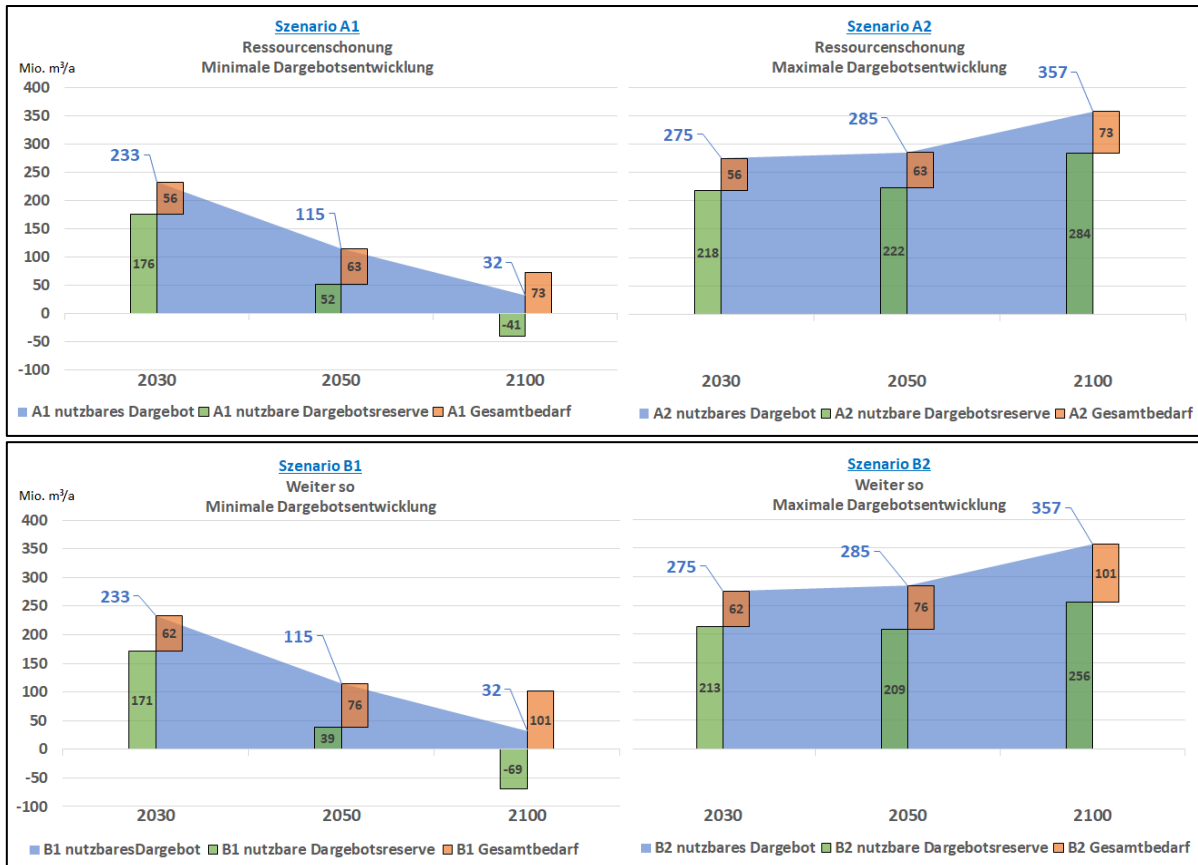 Szenario A1
Ressourcenschonung
Minimale Dargebotsentwicklung
Mio. m³/a
400
350
300
250
200
150
100
50
0
-50
-100
233
115
32
56
63
73
176
52
-41
2030 2050 2100
A1 nutzbares Dargebot A1 nutzbare Dargebotsreserve A1 Gesamtbedarf
Szenario A2
Ressourcenschonung
Maximale Dargebotsentwicklung
275
285
357
56
63
73
218
222
284
2030 2050 2100
A2 nutzbares Dargebot A2 nutzbare Dargebotsreserve A2 Gesamtbedarf
Szenario B1
Weiter so
Minimale Dargebotsentwicklung
Mio. m³/a
400
350
300
250
200
150
100
50
0
-50
-100
233
115
32
62
76
101
171
39
-69
2030 2050 2100
B1 nutzbaresDargebot B1 nutzbare Dargebotsreserve B1 Gesamtbedarf
Szenario B2
Weiter so
Maximale Dargebotsentwicklung
275
285
357
62
76
101
213
209
256
2030 2050 2100
B2 nutzbares Dargebot B2 nutzbare Dargebotsreserve B2 Gesamtbedarf